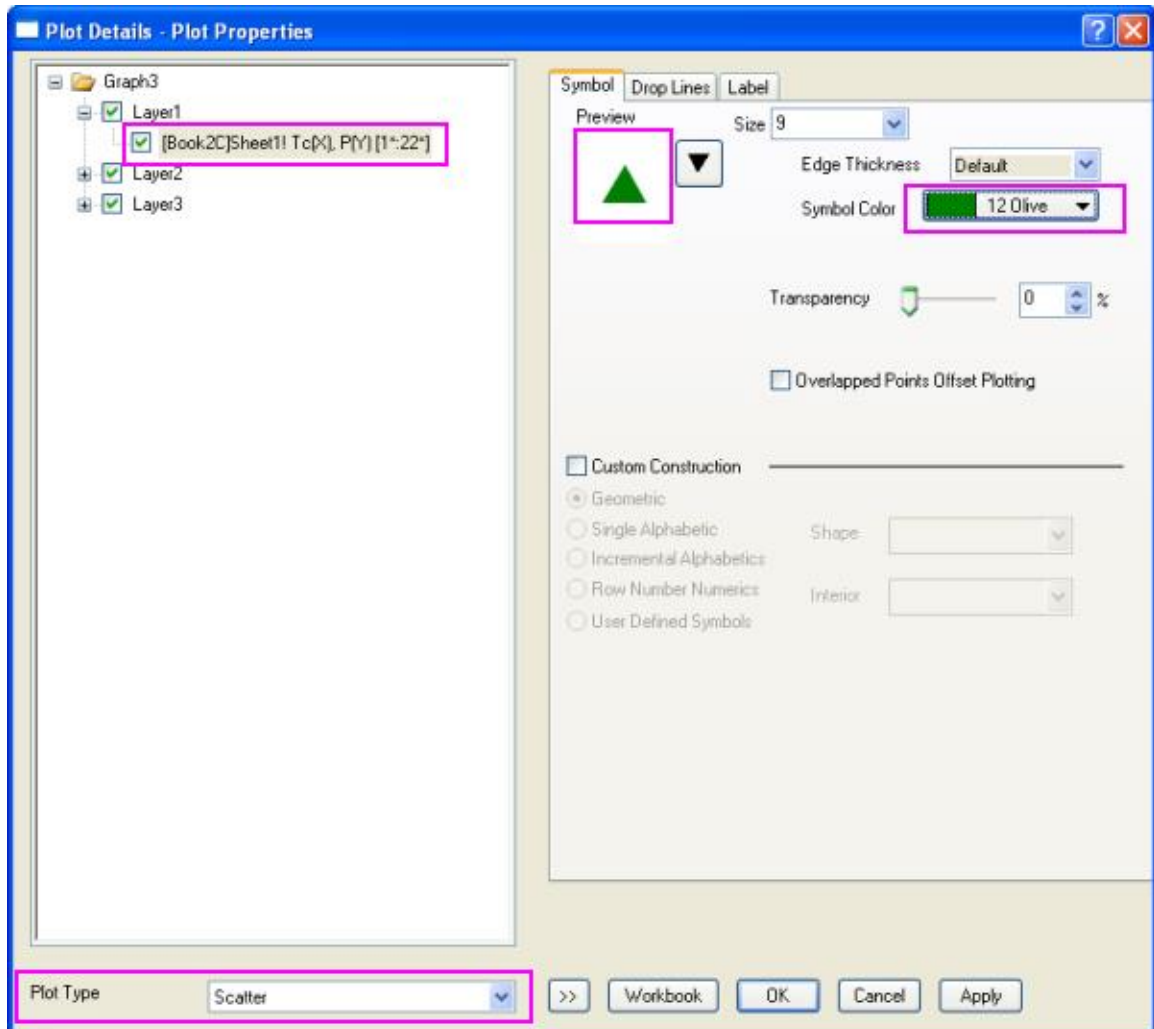 Plot Details - Plot Properties
Graph3
Layer1
[Book2C]Sheet1! Tc(X), P(Y) [1*:22*]
Layer2
Layer3
Symbol Drop Lines Label
Preview
Size 9
Edge Thickness Default
Symbol Color 12 Olive
Transparency 0 %
Overlapped Points Offset Plotting
Custom Construction
Geometric
Single Alphabetic
Shape
Incremental Alphabetics
Row Number Numerics
Interior
User Defined Symbols
Plot Type Scatter >> Workbook OK Cancel Apply